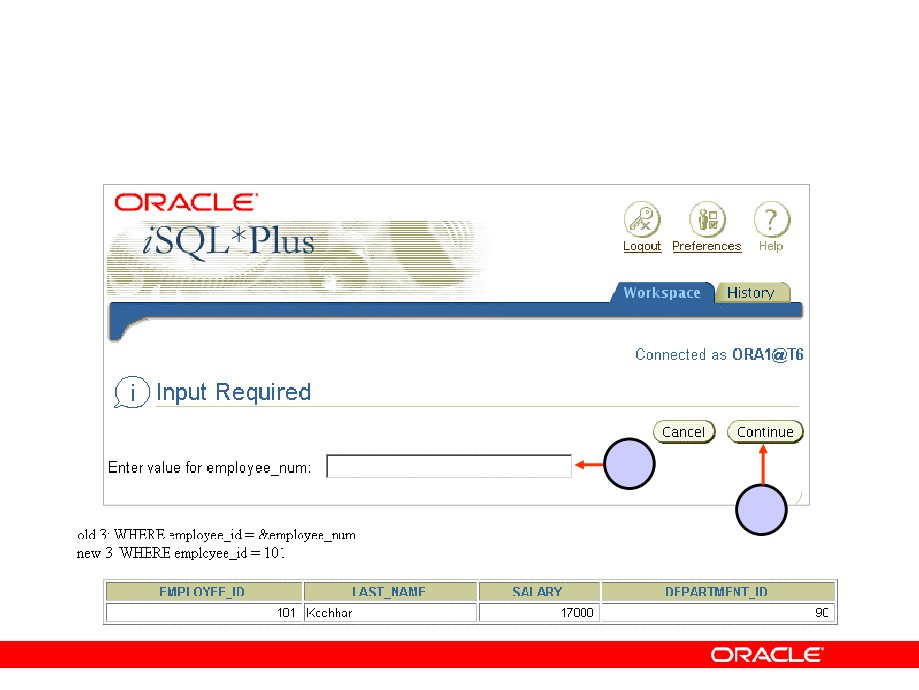 ORACLE
iSQL*Plus
Logout Preferences Help
Workspace History
Connected as ORA1@T6
Input Required
Cancel Continue
Enter value for employee_num:
old 3: WHERE employee_id = &employee_num
new 3 WHERE employee_id = 101
EMPLOYEE_ID LAST_NAME SALARY DEPARTMENT_ID
101 Kochhar 17000 90
ORACLE